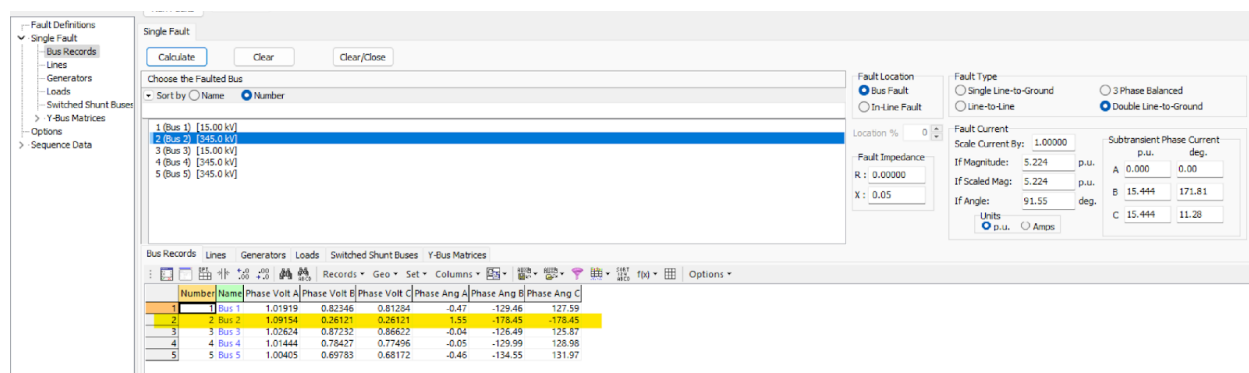 Fault Definitions
Single Fault
Bus Records
Lines
Generators
Loads
Switched Shunt Buses
Y-Bus Matrices
Options
Sequence Data
Single Fault
Calculate Clear Clear/Close
Choose the Faulted Bus
Sort by Name Number
1 (Bus 1) [15.00 kV]
2 (Bus 2) [345.0 kV]
3 (Bus 3) [15.00 kV]
4 (Bus 4) [345.0 kV]
5 (Bus 5) [345.0 kV]
Fault Location
Bus Fault
In-Line Fault
Location % 0
Fault Impedance
R : 0.00000
X : 0.05
Fault Type
Single Line-to-Ground 3 Phase Balanced
Line-to-Line Double Line-to-Ground
Fault Current
Scale Current By: 1.00000
If Magnitude: 5.224 p.u.
If Scaled Mag: 5.224 p.u.
If Angle: 91.55 deg.
Units
p.u. Amps
Subtransient Phase Current
p.u. deg.
A 0.000 0.00
B 15.444 171.81
C 15.444 11.28
Bus Records Lines Generators Loads Switched Shunt Buses Y-Bus Matrices
Records Geo Set Columns f(x) Options
Number Name Phase Volt A Phase Volt B Phase Volt C Phase Ang A Phase Ang B Phase Ang C
1 1 Bus 1 1.01919 0.82346 0.81284 -0.47 -129.46 127.59
2 2 Bus 2 1.09154 0.26121 0.26121 1.55 -178.45 -178.45
3 3 Bus 3 1.02624 0.87232 0.86622 -0.04 -126.49 125.87
4 4 Bus 4 1.01444 0.78427 0.77496 -0.05 -129.99 128.98
5 5 Bus 5 1.00405 0.69783 0.68172 -0.46 -134.55 131.97